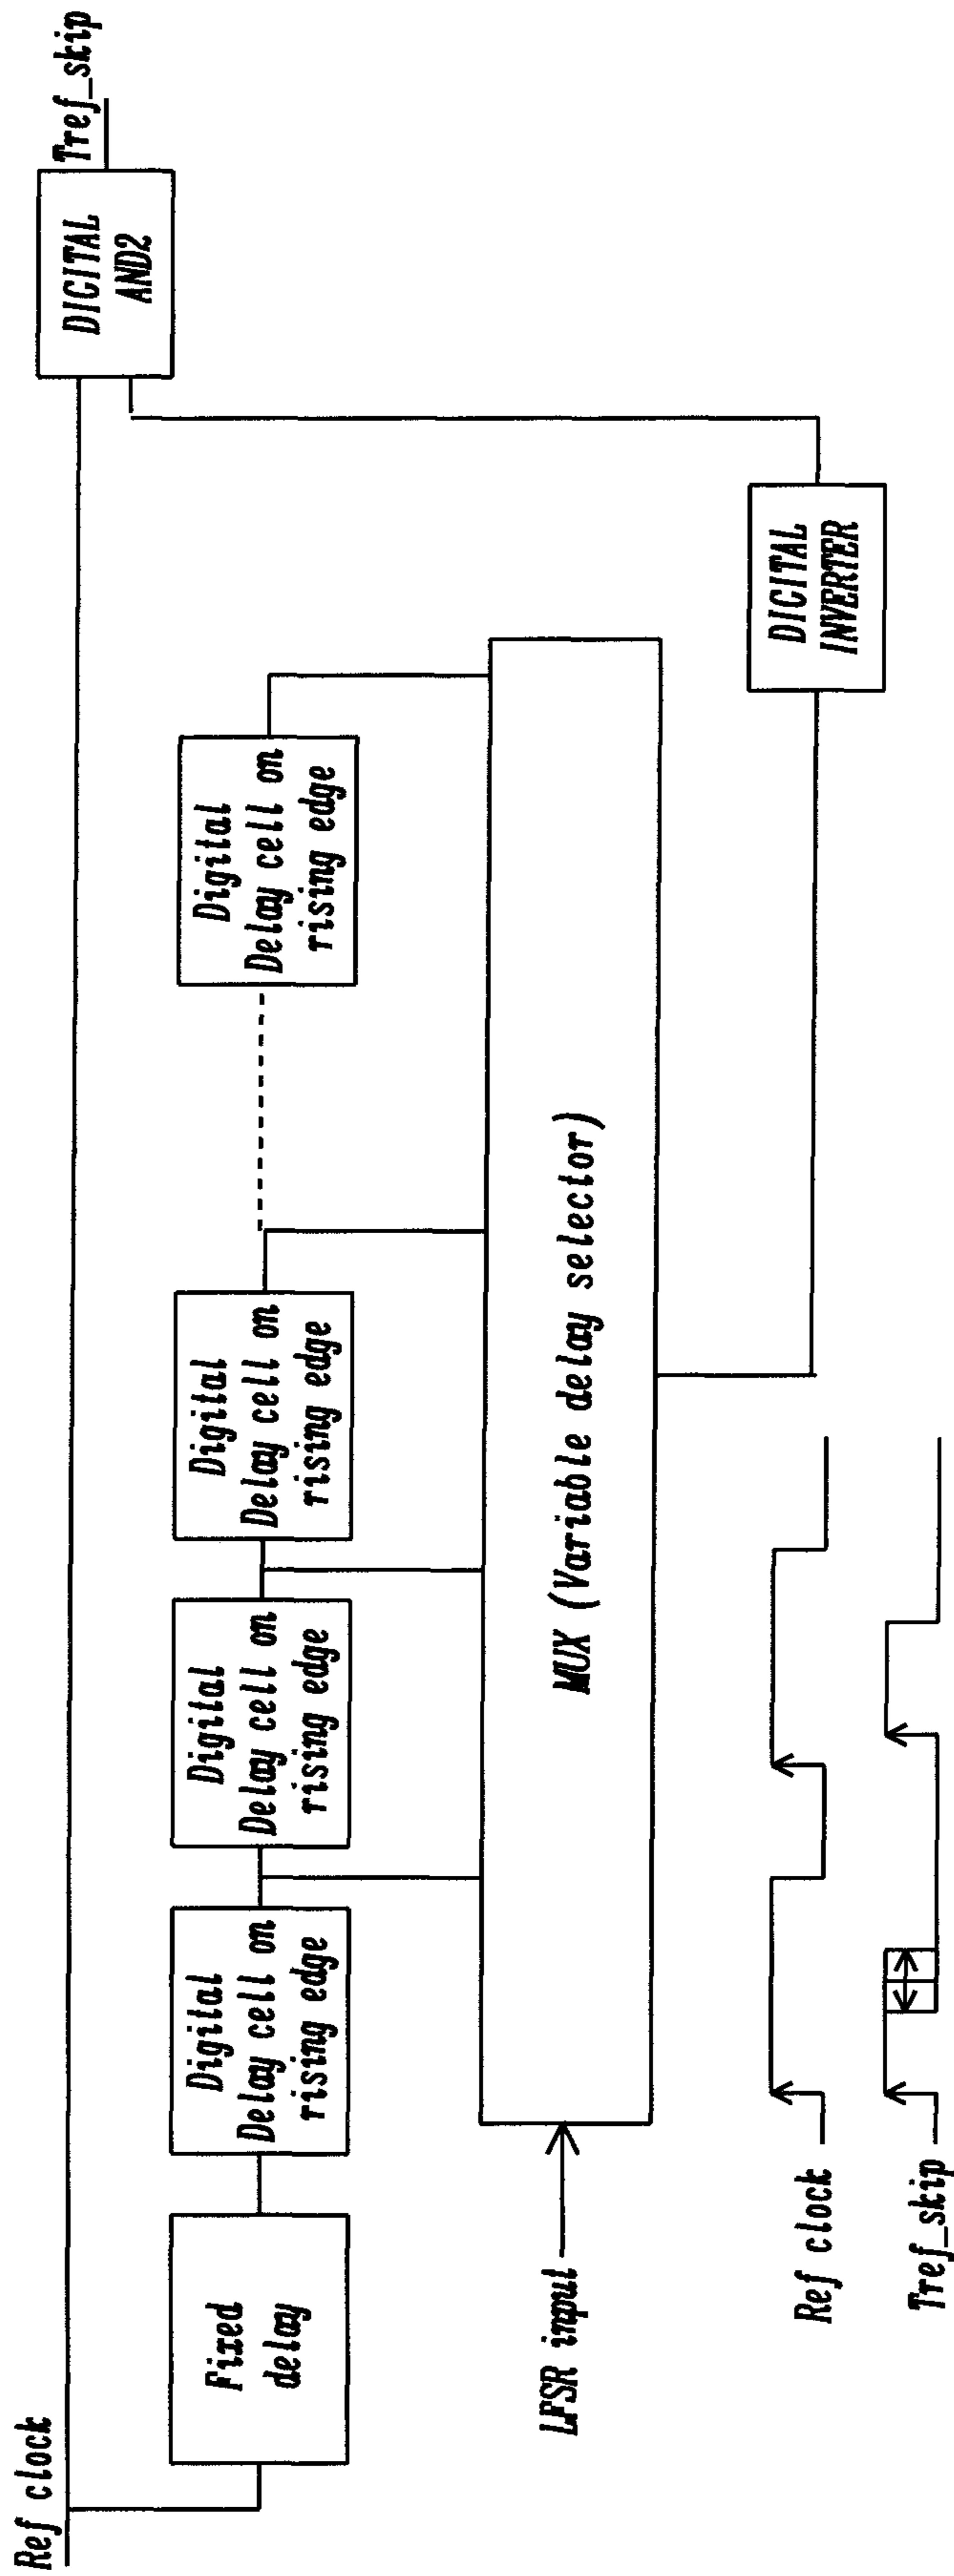 Ref clock
Tref_skip
DIGITAL
AND2
Fixed
delay
Digital
Delay cell on
rising edge
Digital
Delay cell on
rising edge
Digital
Delay cell on
rising edge
Digital
Delay cell on
rising edge
LFSR input
MUX (Variable delay selector)
DIGITAL
INVERTER
Ref clock
Tref_skip